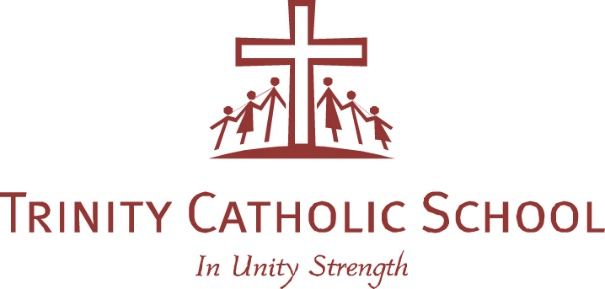 Trinity Catholic School
In Unity Strength